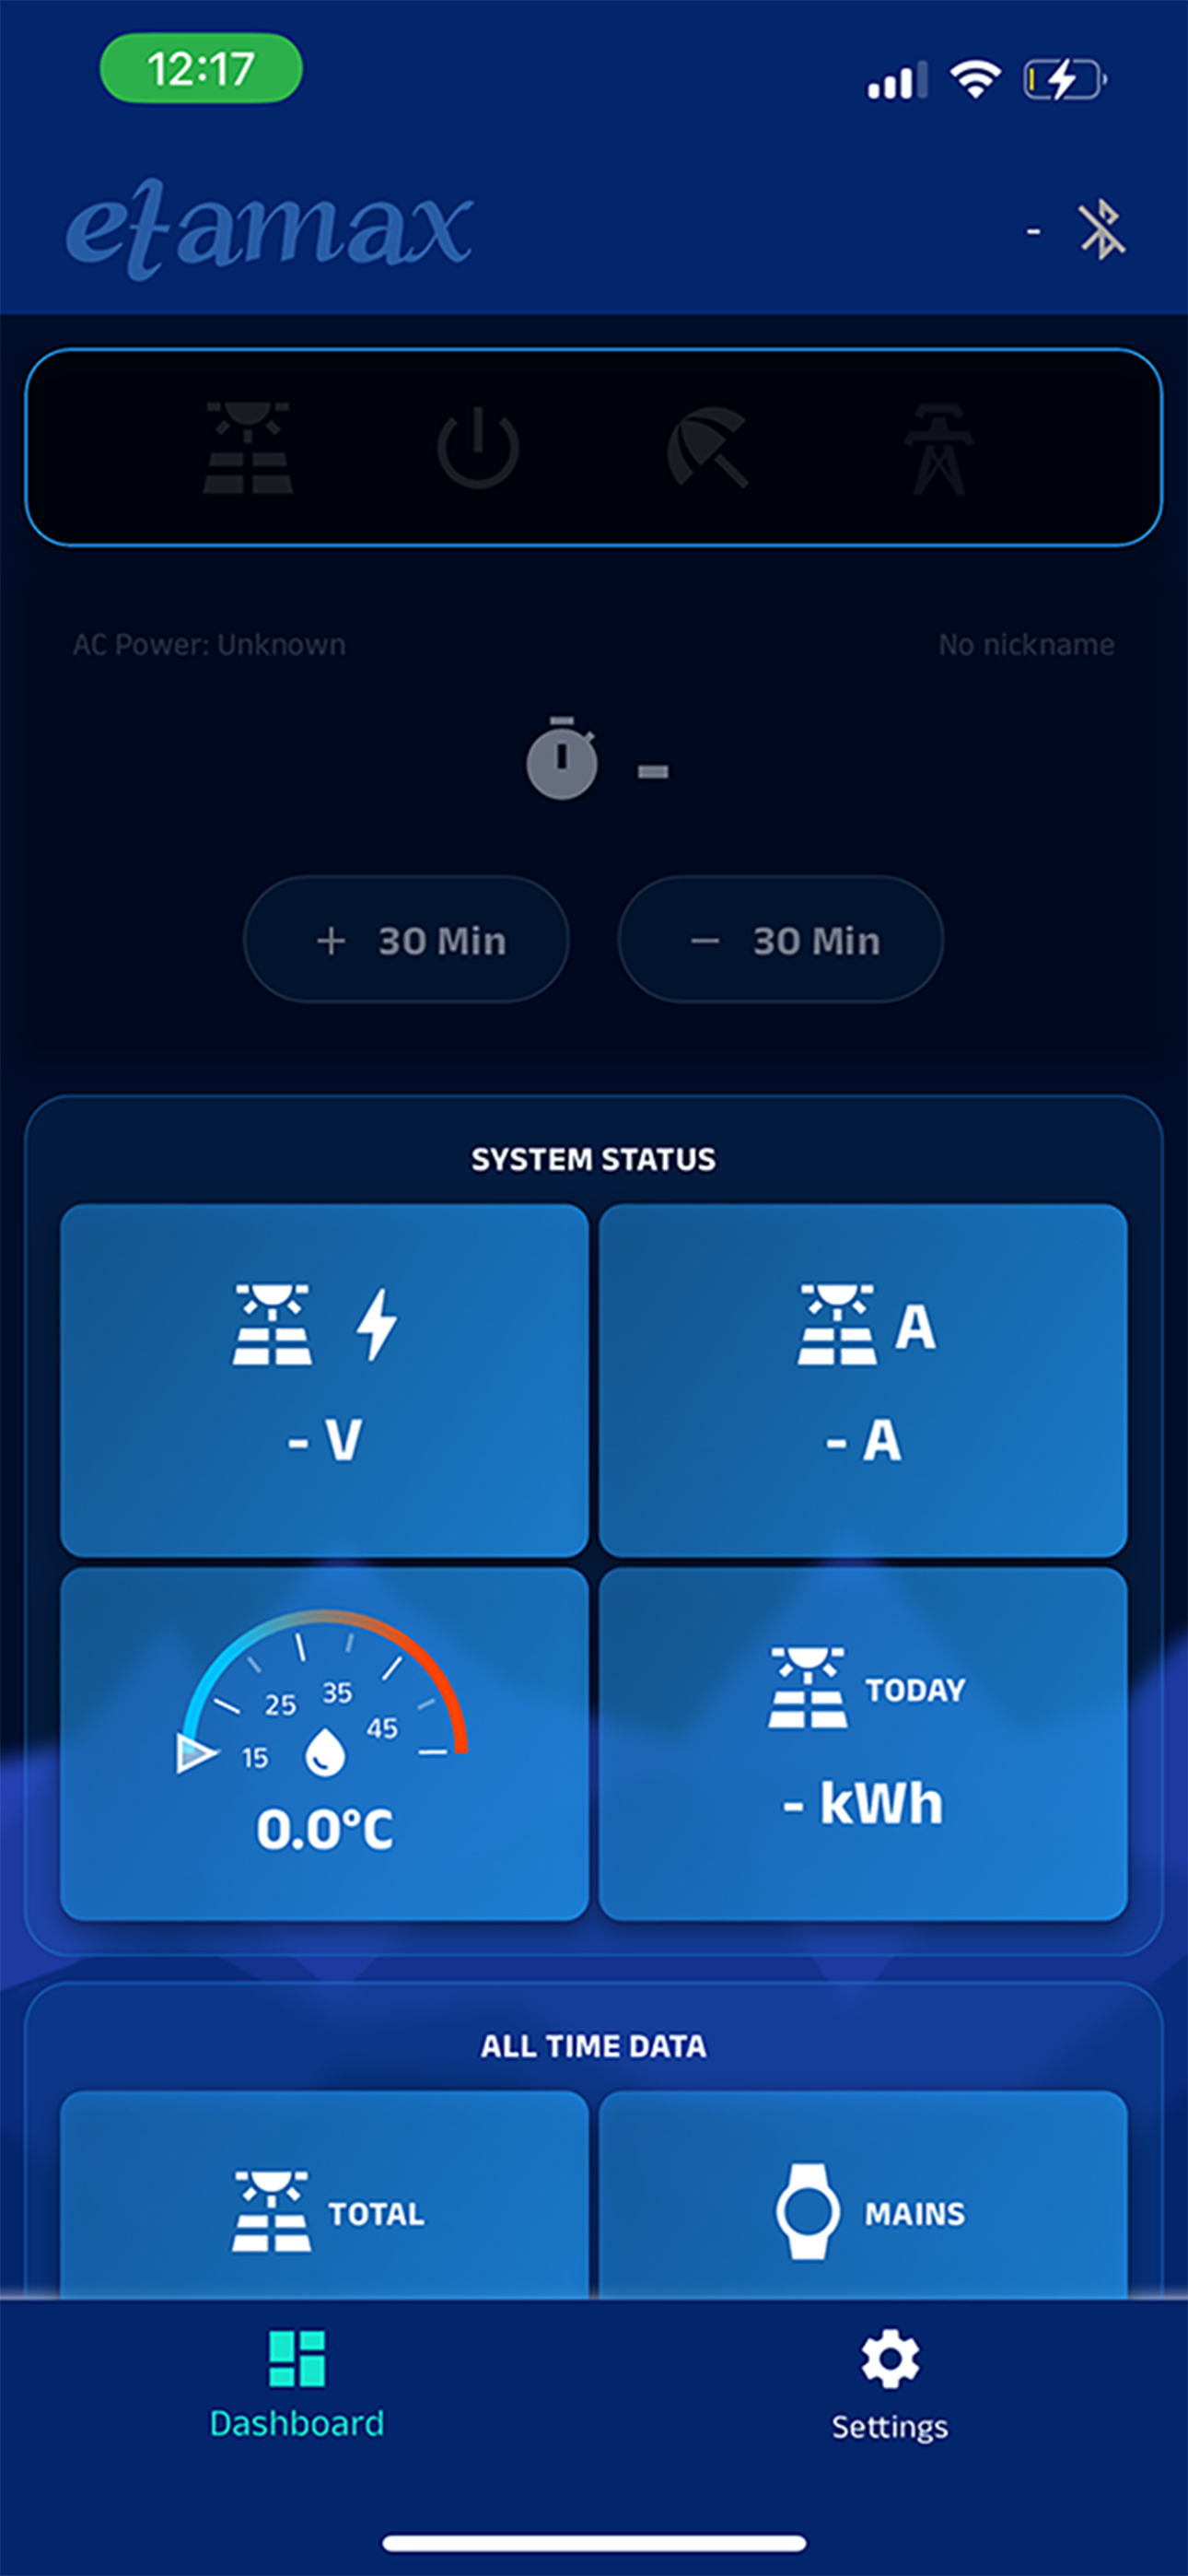 12:17
etamax
-
AC Power: Unknown
No nickname
-
+ 30 Min
− 30 Min
SYSTEM STATUS
A
- V
- A
15 25 35 45
TODAY
0.0°C
- kWh
ALL TIME DATA
TOTAL
MAINS
Dashboard
Settings